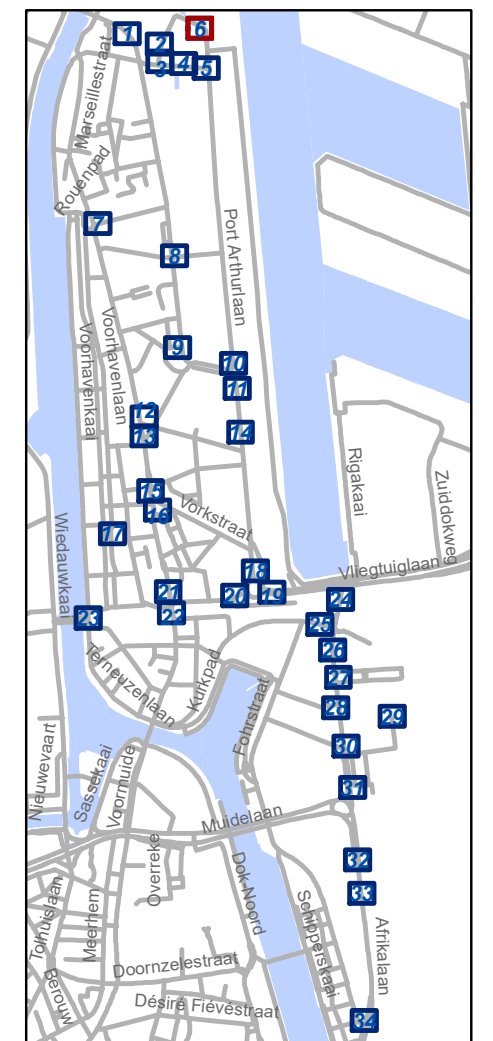 1
2
6
3
4
5
Marseillestraat
Rouenpad
7
Port Arthurlaan
8
Voorhavenkaai
Voorhavenlaan
9
10
11
12
13
14
Rigakaai
Zuiddokweg
15
16
Vorkstraat
17
Wiedauwkaai
18
19
20
21
22
23
Vliegtuiglaan
24
25
26
27
28
29
30
31
Terneuzenlaan
Kurkpad
Fohrstraat
Nieuwevaart
Sassekaai
Voormuide
Muidelaan
Overreke
Dok-Noord
32
33
Tolhuislaan
Meerhem
Schipperskaai
Afrikalaan
Doornzelestraat
Berouw
Désiré Fiévéstraat
34